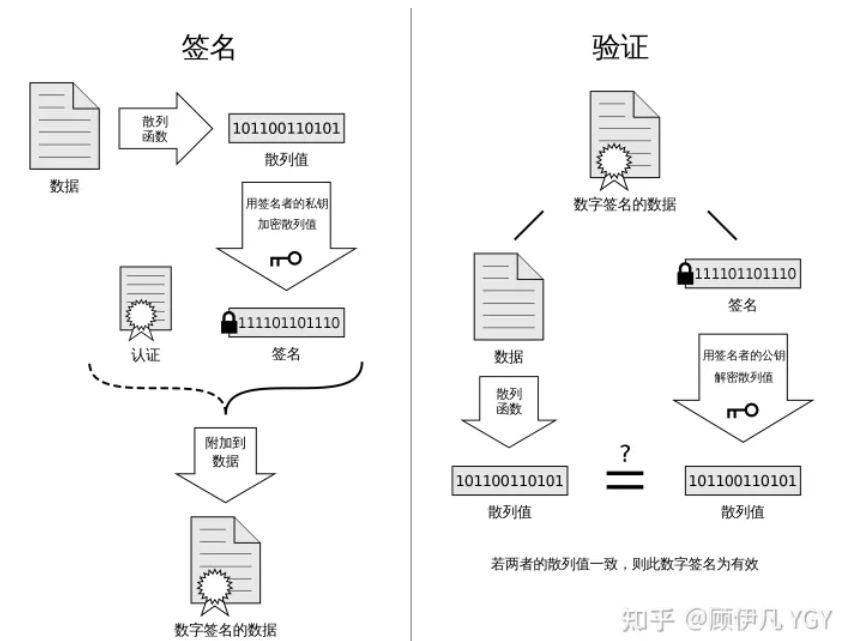 签名
数据
散列
函数
101100110101
散列值
用签名者的私钥
加密散列值
认证
111101101110
签名
附加到
数据
数字签名的数据
验证
数字签名的数据
数据
111101101110
签名
散列
函数
用签名者的公钥
解密散列值
101100110101
散列值
?
101100110101
散列值
若两者的散列值一致，则此数字签名为有效
知乎 @顾伊凡 YGY